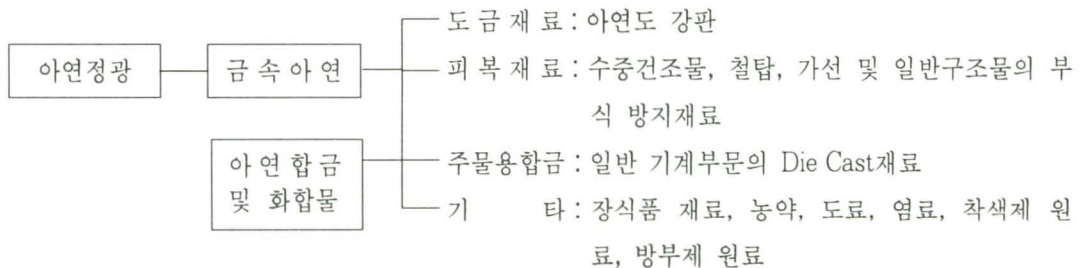 도 금 재 료 : 아연도 강판
아연정광 금 속 아 연 피 복 재 료 : 수중건조물, 철탑, 가선 및 일반구조물의 부
식 방지재료
아 연 합 금
및 화합물
주물용합금 : 일반 기계부문의 Die Cast재료
기 타 : 장식품 재료, 농약, 도료, 염료, 착색제 원
료, 방부제 원료